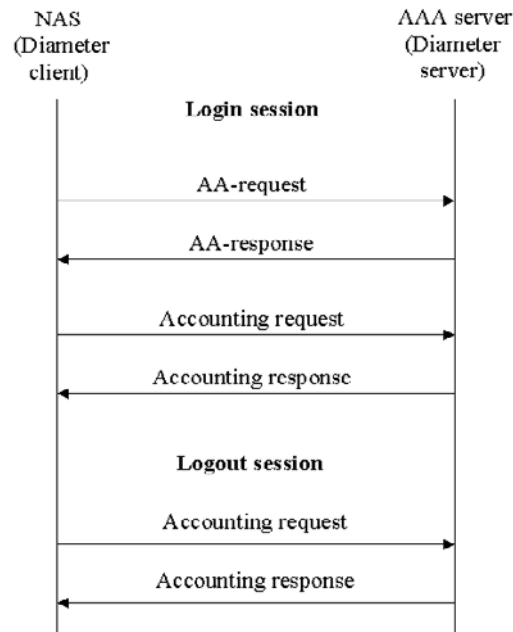 NAS
(Diameter
client)
AAA server
(Diameter
server)
Login session
AA-request
AA-response
Accounting request
Accounting response
Logout session
Accounting request
Accounting response